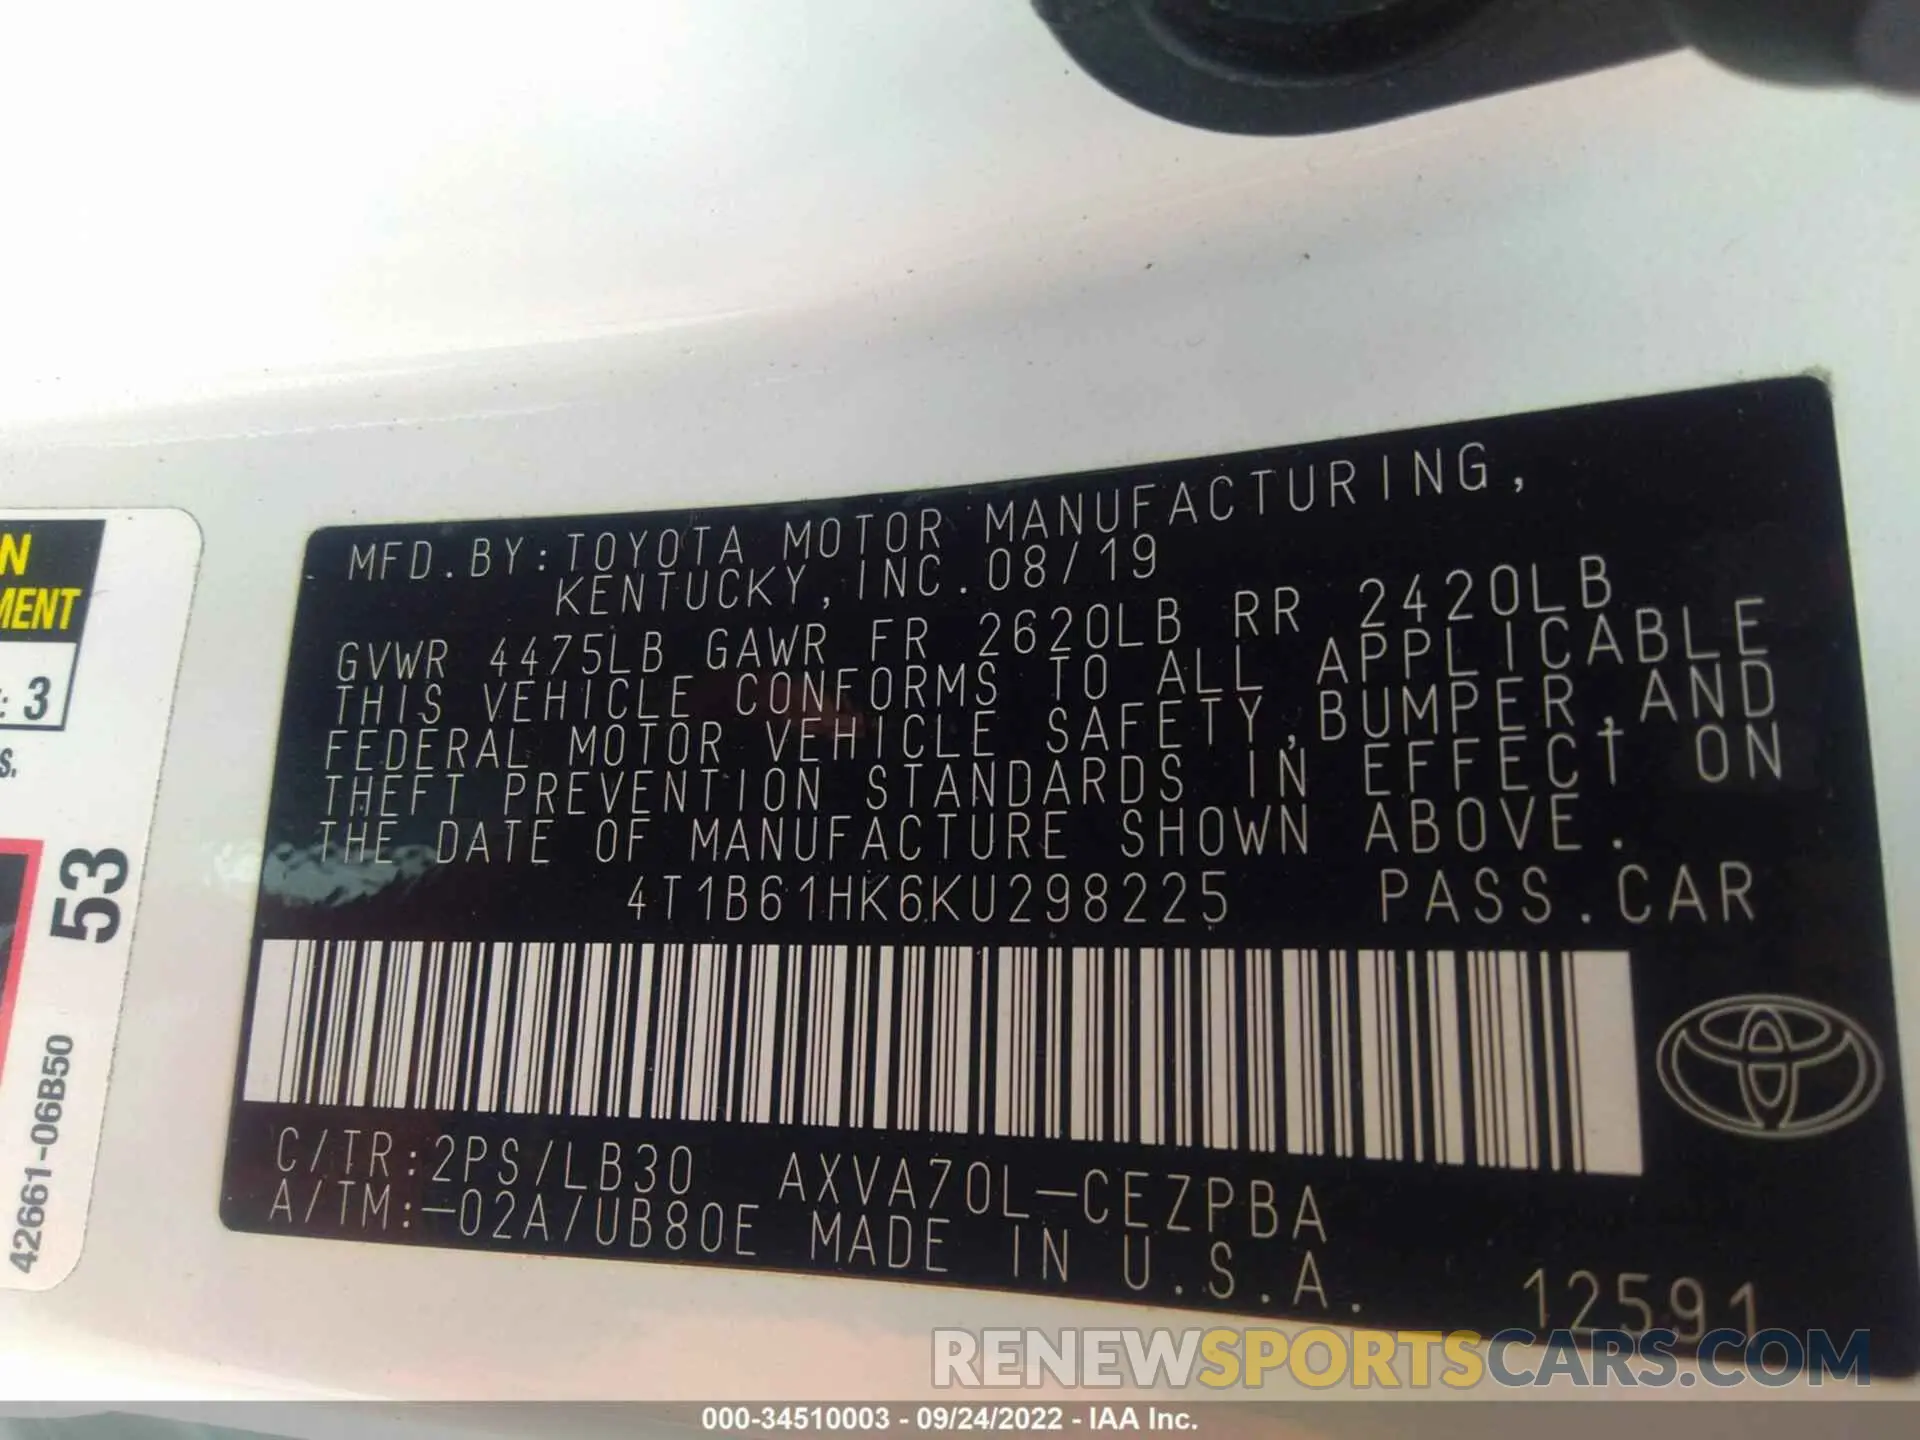 MFD.BY:TOYOTA MOTOR MANUFACTURING,
KENTUCKY,INC.08/19
GVWR 4475LB GAWR FR 2620LB RR 2420LB
THIS VEHICLE CONFORMS TO ALL APPLICABLE
FEDERAL MOTOR VEHICLE SAFETY,BUMPER,AND
THEFT PREVENTION STANDARDS IN EFFECT ON
THE DATE OF MANUFACTURE SHOWN ABOVE.
4T1B61HK6KU298225 PASS.CAR
C/TR:2PS/LB30 AXVA70L-CEZPBA
A/TM:-02A/UB80E MADE IN U.S.A.
12591
N
MENT
: 3
S.
53
42661-06B50
RENEWSPORTSCARS.COM
000-34510003 - 09/24/2022 - IAA Inc.